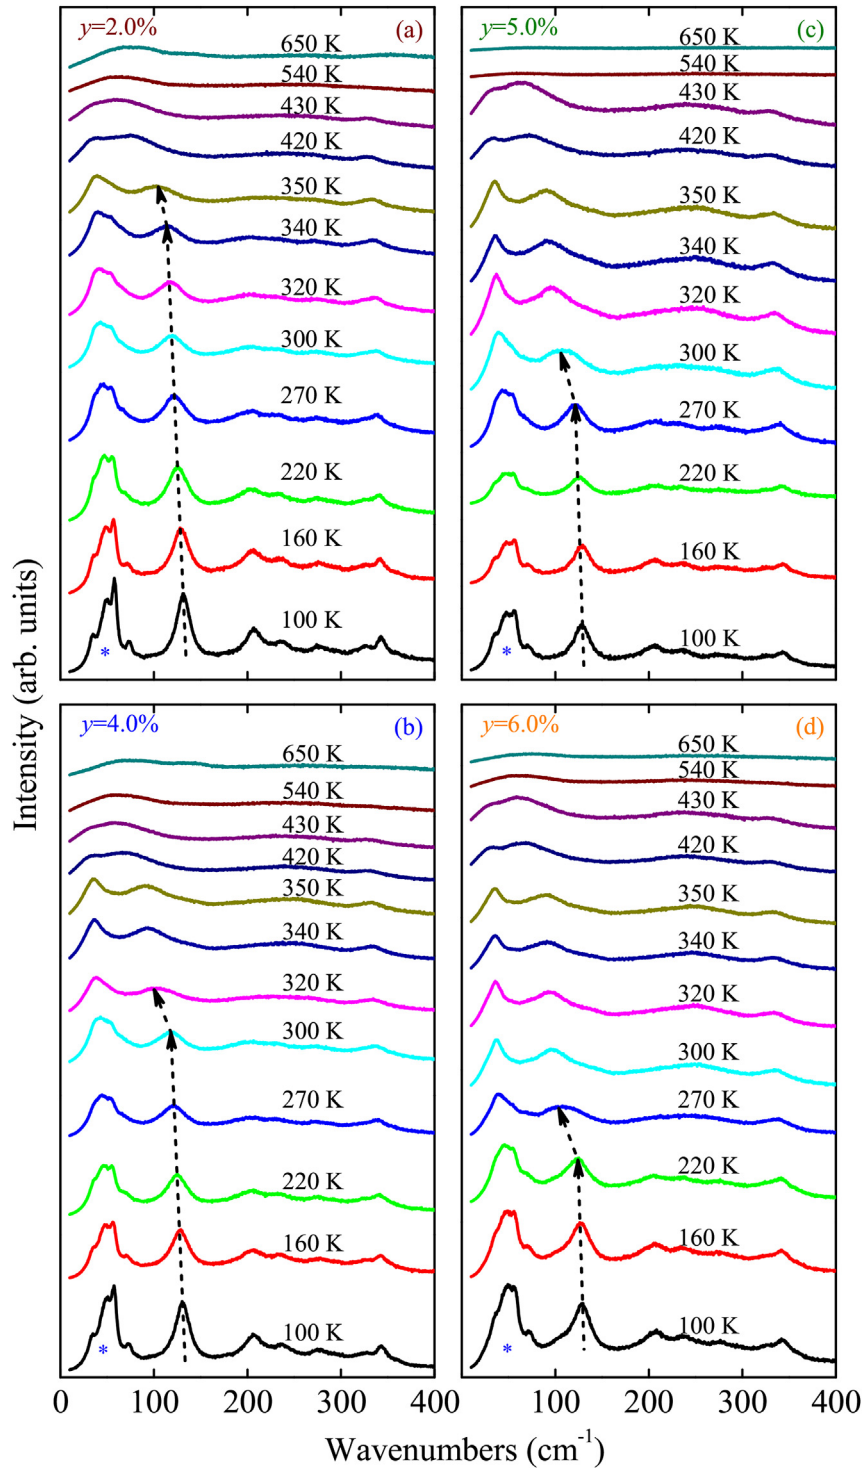 y=2.0% (a)
650 K
540 K
430 K
420 K
350 K
340 K
320 K
300 K
270 K
220 K
160 K
100 K
*
y=5.0% (c)
650 K
540 K
430 K
420 K
350 K
340 K
320 K
300 K
270 K
220 K
160 K
100 K
*
Intensity (arb. units)
y=4.0% (b)
650 K
540 K
430 K
420 K
350 K
340 K
320 K
300 K
270 K
220 K
160 K
100 K
*
y=6.0% (d)
650 K
540 K
430 K
420 K
350 K
340 K
320 K
300 K
270 K
220 K
160 K
100 K
*
0 100 200 300 400 100 200 300 400
Wavenumbers (cm⁻¹)